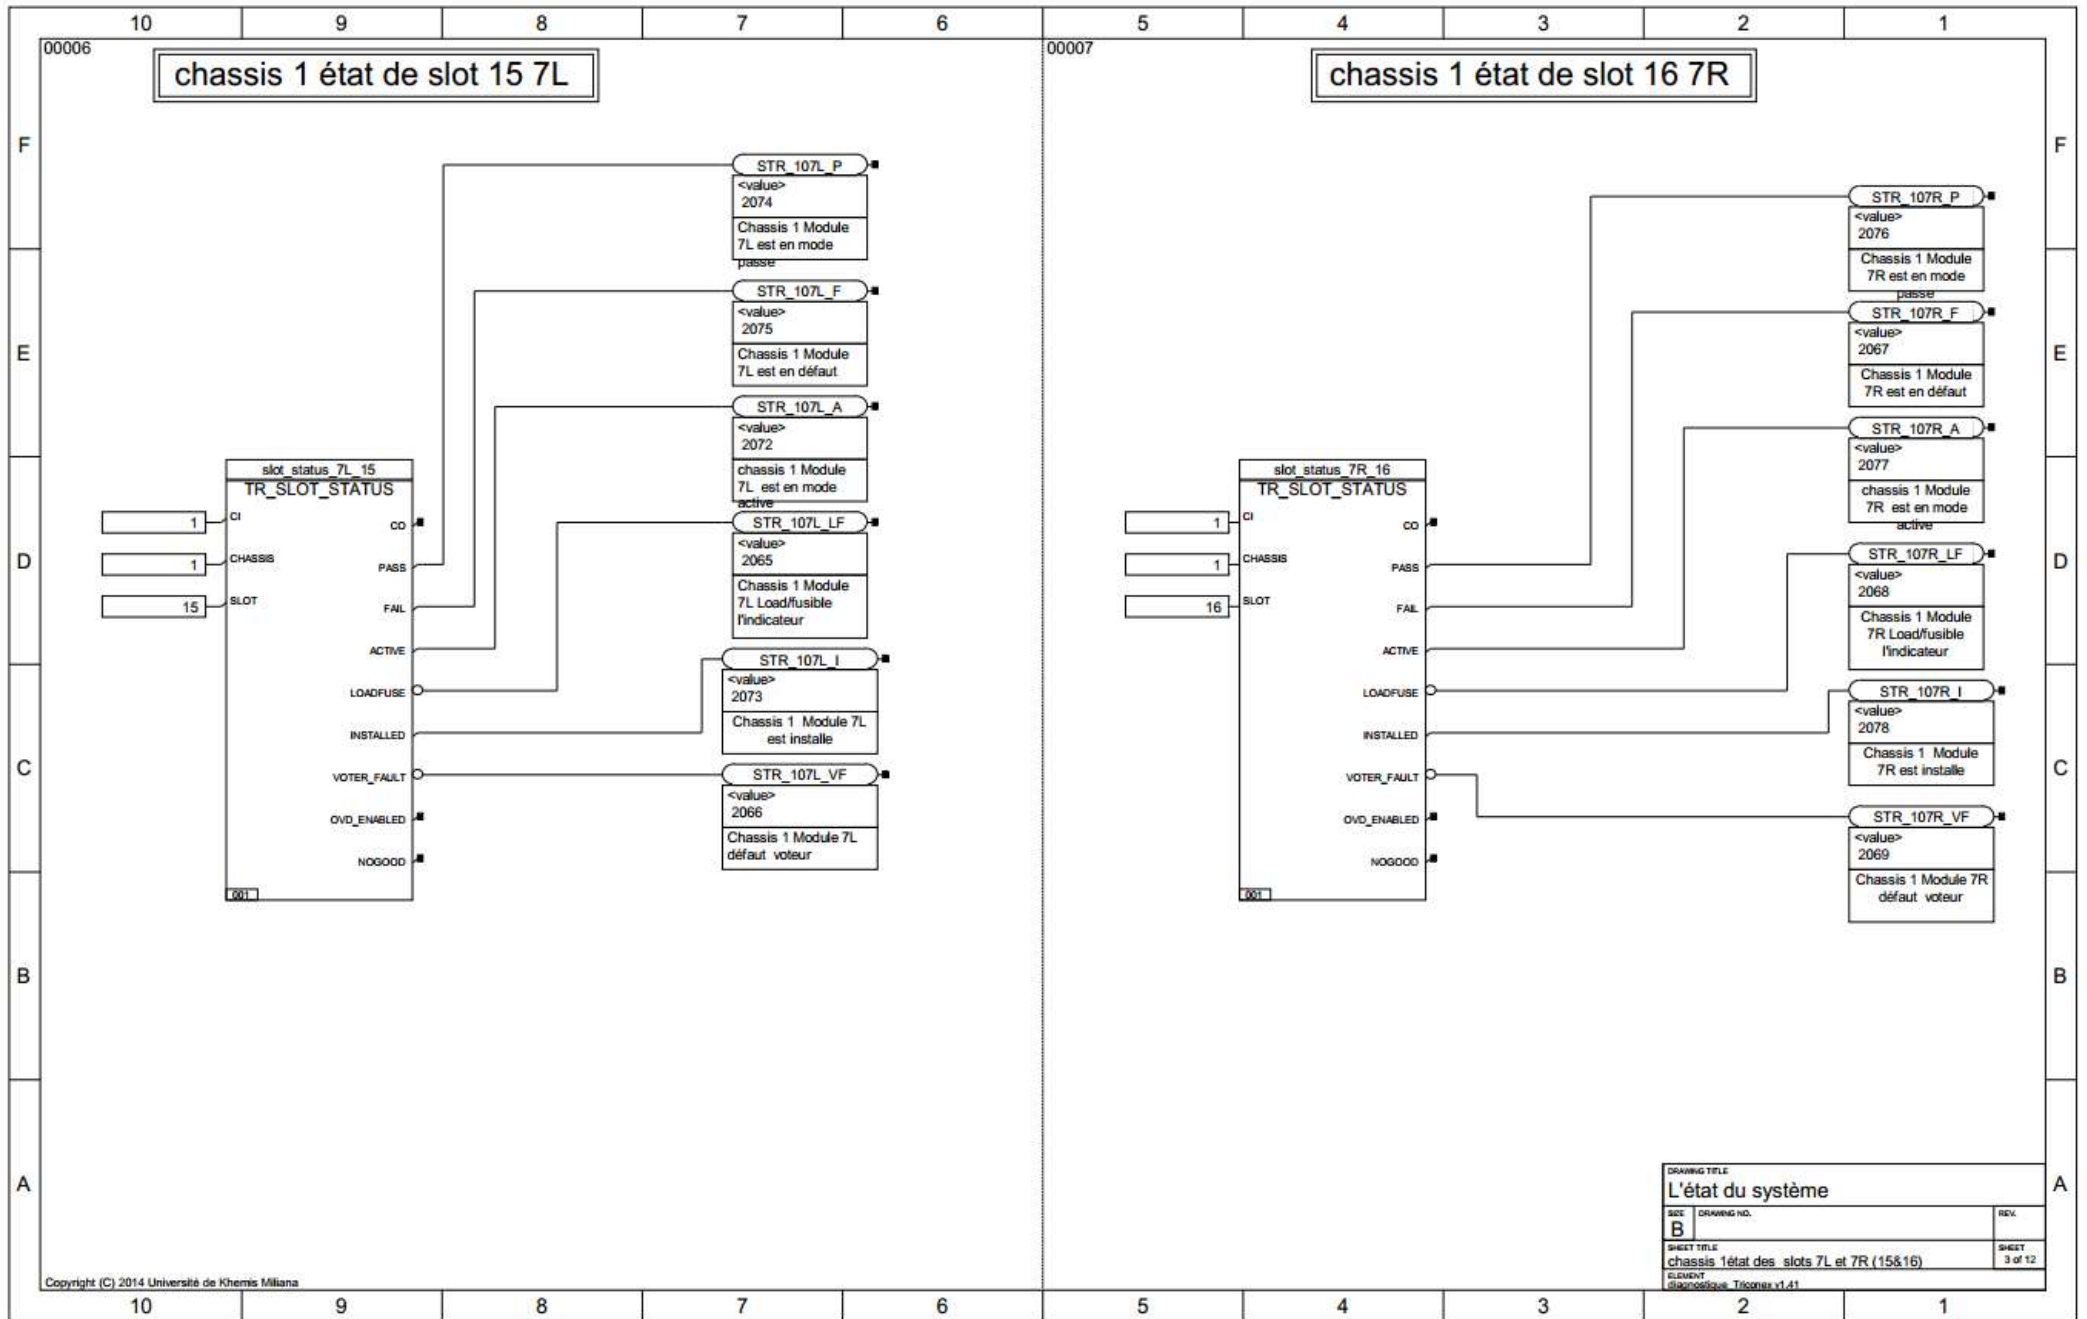 10 9 8 7 6 5 4 3 2 1
00006
chassis 1 état de slot 15 7L
F
E
D
C
B
A
STR_107L_P
<value>
2074
Chassis 1 Module
7L est en mode
passe
STR_107L_F
<value>
2075
Chassis 1 Module
7L est en défaut
STR_107L_A
<value>
2072
chassis 1 Module
7L est en mode
active
STR_107L_LF
<value>
2065
Chassis 1 Module
7L Load/fusible
l'indicateur
STR_107L_I
<value>
2073
Chassis 1 Module 7L
est installe
STR_107L_VF
<value>
2066
Chassis 1 Module 7L
défaut voteur
slot_status_7L_15
TR_SLOT_STATUS
1 CI
1 CHASSIS
15 SLOT
CO
PASS
FAIL
ACTIVE
LOADFUSE
INSTALLED
VOTER_FAULT
OVD_ENABLED
NOGOOD
001
00007
chassis 1 état de slot 16 7R
STR_107R_P
<value>
2076
Chassis 1 Module
7R est en mode
passe
STR_107R_F
<value>
2067
Chassis 1 Module
7R est en défaut
STR_107R_A
<value>
2077
chassis 1 Module
7R est en mode
active
STR_107R_LF
<value>
2068
Chassis 1 Module
7R Load/fusible
l'indicateur
STR_107R_I
<value>
2078
Chassis 1 Module
7R est installe
STR_107R_VF
<value>
2069
Chassis 1 Module 7R
défaut voteur
slot_status_7R_16
TR_SLOT_STATUS
1 CI
1 CHASSIS
16 SLOT
CO
PASS
FAIL
ACTIVE
LOADFUSE
INSTALLED
VOTER_FAULT
OVD_ENABLED
NOGOOD
001
F
E
D
C
B
A
DRAWING TITLE
L'état du système
SIZE DRAWING NO. REV.
B
SHEET TITLE SHEET
chassis 1état des slots 7L et 7R (15&16) 3 of 12
ELEMENT
diagnostique_Triconex v1.41
Copyright (C) 2014 Université de Khemis Miliana
10 9 8 7 6 5 4 3 2 1